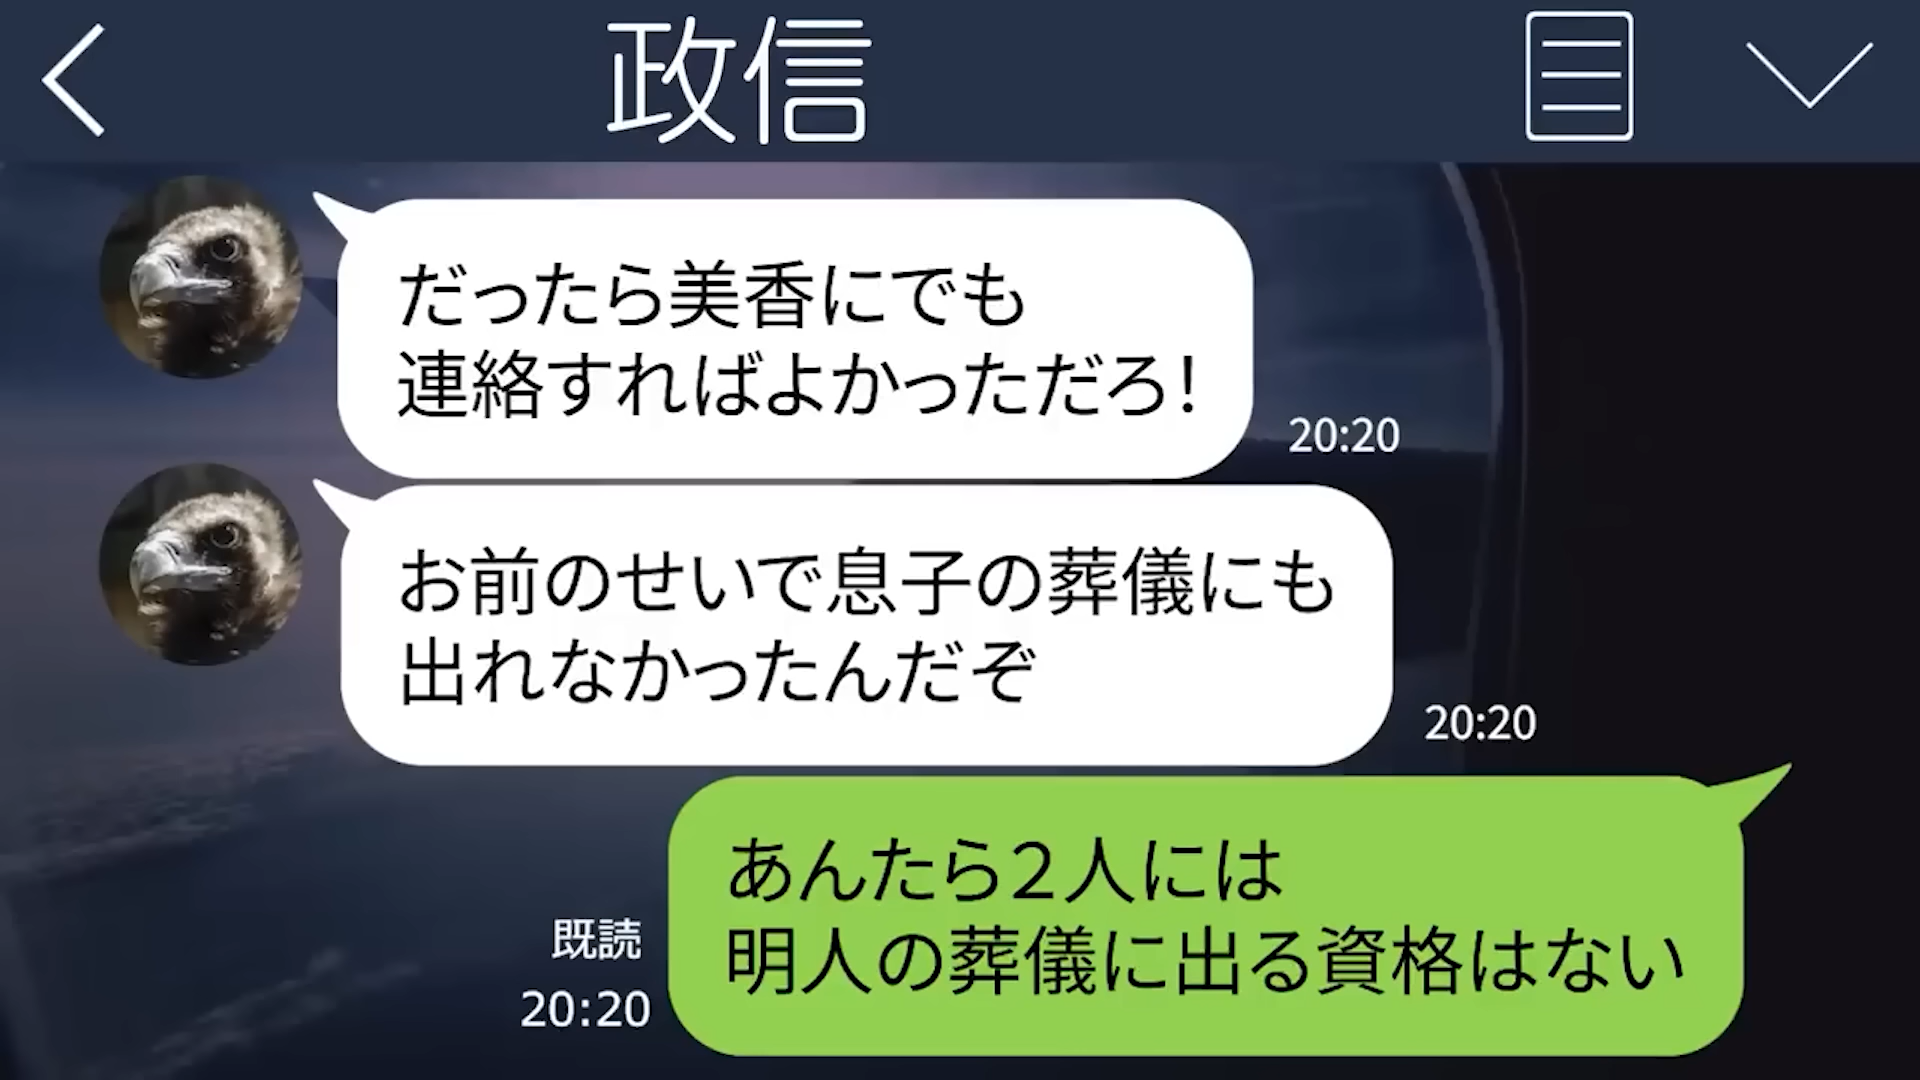 政信
だったら美香にでも
連絡すればよかっただろ！
20:20
お前のせいで息子の葬儀にも
出れなかったんだぞ
20:20
あんたら２人には
明人の葬儀に出る資格はない
既読
20:20